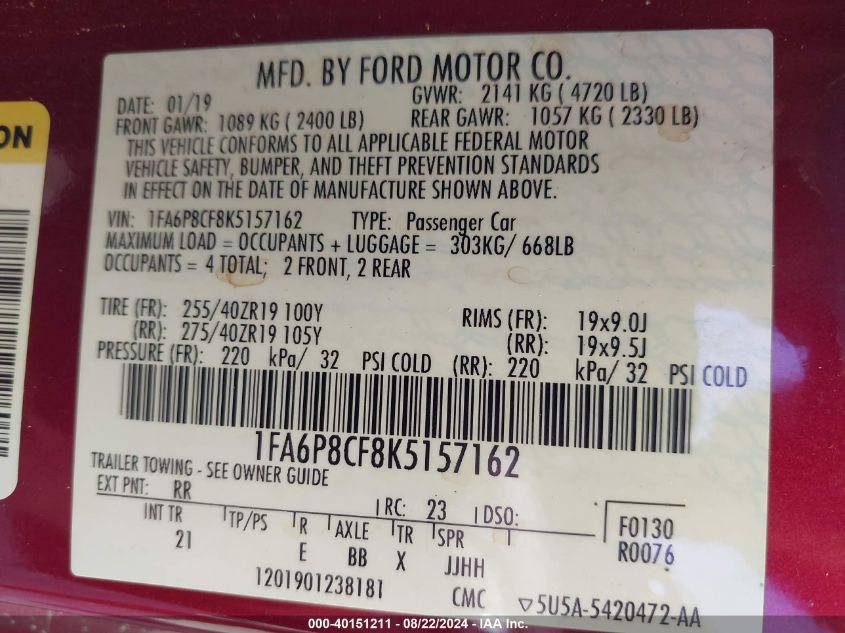 MFD. BY FORD MOTOR CO.
DATE: 01/19 GVWR: 2141 KG ( 4720 LB)
FRONT GAWR: 1089 KG ( 2400 LB) REAR GAWR: 1057 KG ( 2330 LB)
THIS VEHICLE CONFORMS TO ALL APPLICABLE FEDERAL MOTOR
VEHICLE SAFETY, BUMPER, AND THEFT PREVENTION STANDARDS
IN EFFECT ON THE DATE OF MANUFACTURE SHOWN ABOVE.
VIN: 1FA6P8CF8K5157162 TYPE: Passenger Car
MAXIMUM LOAD = OCCUPANTS + LUGGAGE = 303KG/ 668LB
OCCUPANTS = 4 TOTAL; 2 FRONT, 2 REAR
TIRE (FR): 255/40ZR19 100Y RIMS (FR): 19x9.0J
(RR): 275/40ZR19 105Y (RR): 19x9.5J
PRESSURE (FR): 220 kPa/ 32 PSI COLD (RR): 220 kPa/ 32 PSI COLD
1FA6P8CF8K5157162
TRAILER TOWING - SEE OWNER GUIDE
EXT PNT: RR RC: 23 DSO:
INT TR TP/PS R AXLE TR SPR F0130
21 E BB X JJHH R0076
1201901238181 CMC ▽5U5A-5420472-AA
ON
000-40151211 - 08/22/2024 - IAA Inc.